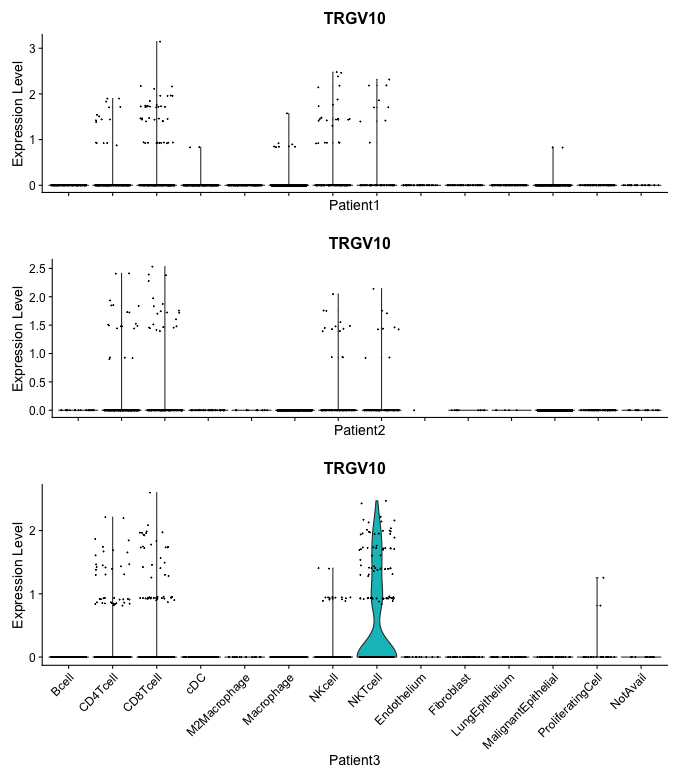 TRGV10
Expression Level
3
2
1
0
Patient1
TRGV10
Expression Level
2.5
2.0
1.5
1.0
0.5
0.0
Patient2
TRGV10
Expression Level
2
1
0
Bcell
CD4Tcell
CD8Tcell
cDC
M2Macrophage
Macrophage
NKcell
NKTcell
Endothelium
Fibroblast
LungEpithelium
MalignantEpithelial
ProliferatingCell
NotAvail
Patient3